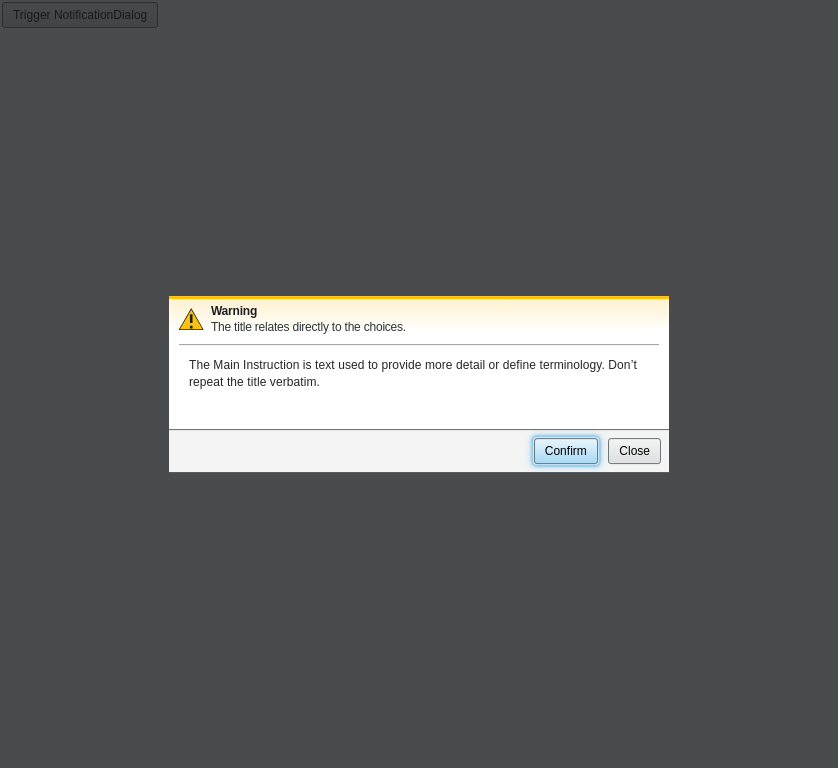 Trigger NotificationDialog
Warning
The title relates directly to the choices.
The Main Instruction is text used to provide more detail or define terminology. Don’t
repeat the title verbatim.
Confirm Close